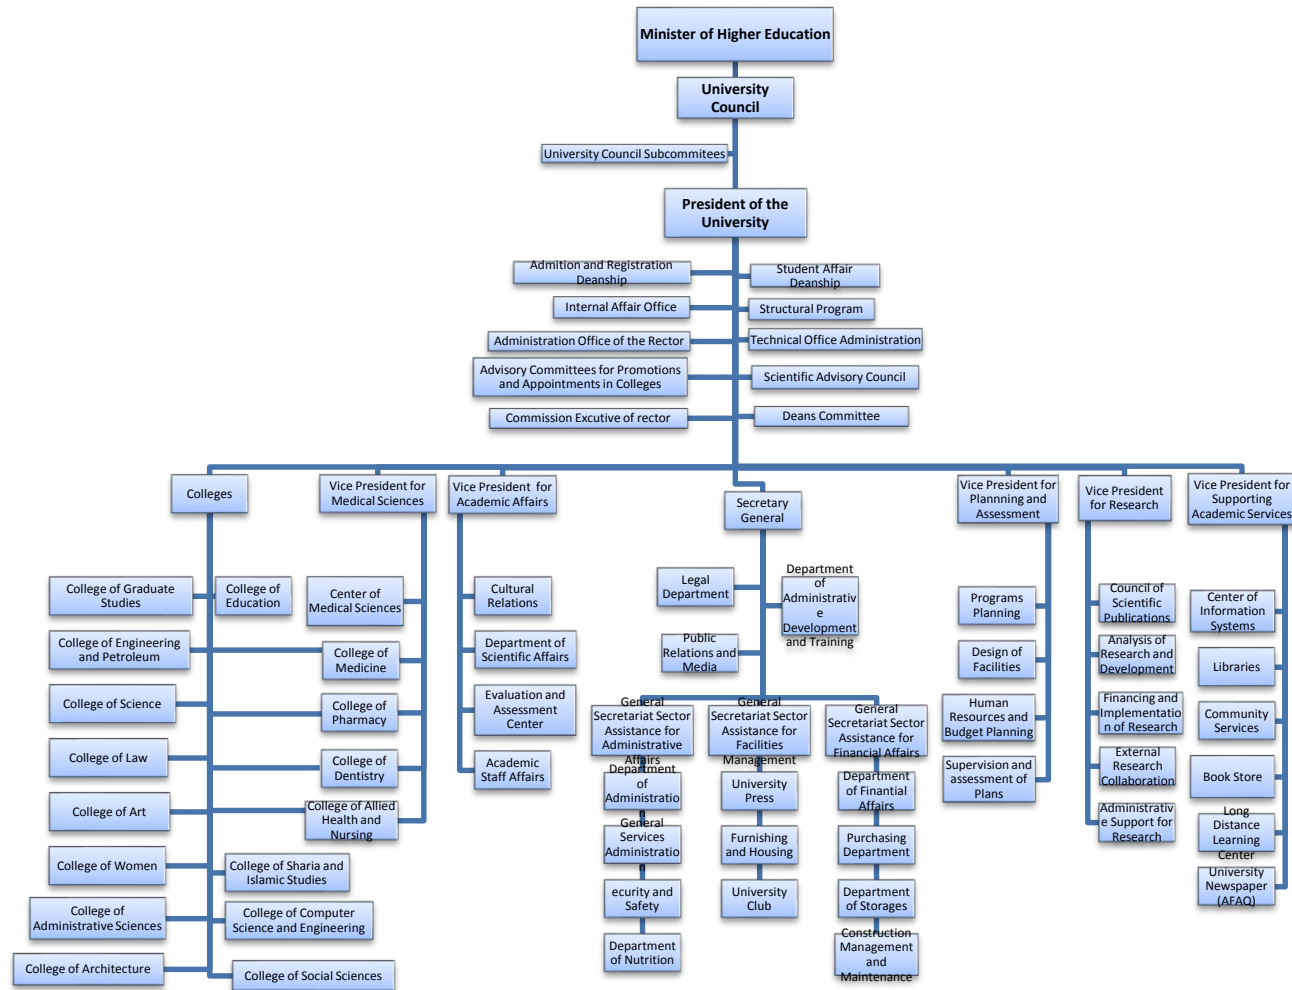 Minister of Higher Education
University
Council
University Council Subcommitees
President of the
University
Admition and Registration
Deanship
Student Affair
Deanship
Internal Affair Office
Structural Program
Administration Office of the Rector
Technical Office Administration
Advisory Committees for Promotions
and Appointments in Colleges
Scientific Advisory Council
Commission Excutive of rector
Deans Committee
Colleges
Vice President for
Medical Sciences
Vice President for
Academic Affairs
Secretary
General
Vice President for
Plannning and
Assessment
Vice President
for Research
Vice President for
Supporting
Academic Services
College of Graduate
Studies
College of
Education
College of Engineering
and Petroleum
College of Science
College of Law
College of Art
College of Women
College of Sharia and
Islamic Studies
College of
Administrative Sciences
College of Computer
Science and Engineering
College of Architecture
College of Social Sciences
Center of
Medical Sciences
College of
Medicine
College of
Pharmacy
College of
Dentistry
College of Allied
Health and
Nursing
Cultural
Relations
Department of
Scientific Affairs
Evaluation and
Assessment
Center
Academic
Staff Affairs
Legal
Department
Department
of
Administrativ
e
Development
and Training
Public
Relations and
Media
General
Secretariat Sector
Assistance for
Administrative
Affairs
Department
of
Administratio
n
General
Services
Administratio
n
ecurity and
Safety
Department
of Nutrition
General
Secretariat Sector
Assistance for
Facilities
Management
University
Press
Furnishing
and Housing
University
Club
General
Secretariat Sector
Assistance for
Financial Affairs
Department
of Finantial
Affairs
Purchasing
Department
Department
of Storages
Construction
Management
and
Maintenance
Programs
Planning
Design of
Facilities
Human
Resources and
Budget Planning
Supervision and
assessment of
Plans
Council of
Scientific
Publications
Analysis of
Research and
Development
Financing and
Implementatio
n of Research
External
Research
Collaboration
Administrativ
e Support for
Research
Center of
Information
Systems
Libraries
Community
Services
Book Store
Long
Distance
Learning
Center
University
Newspaper
(AFAQ)